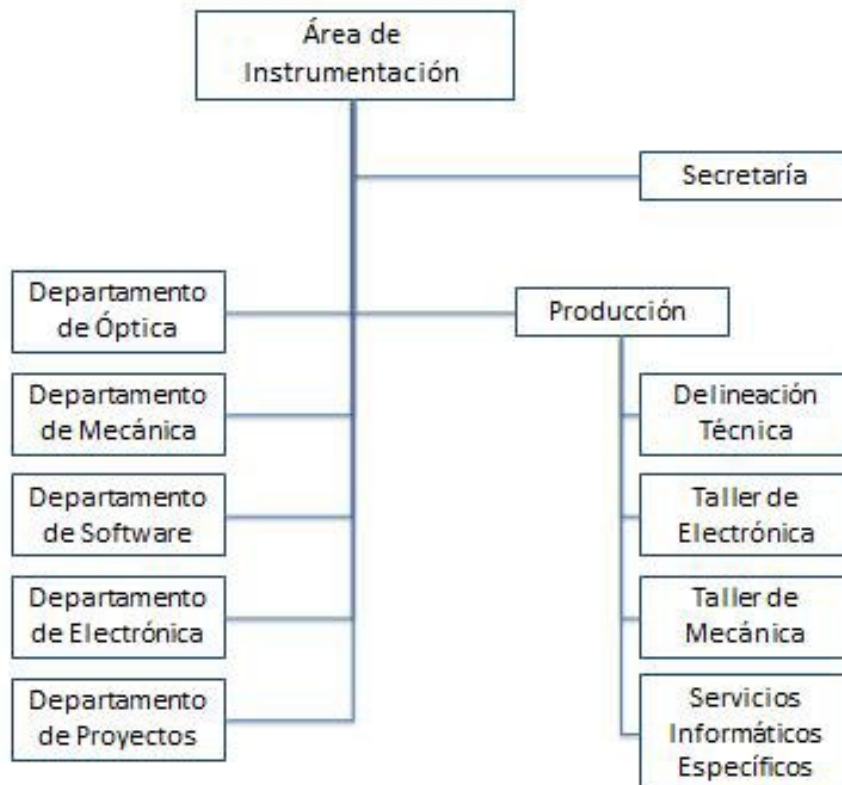 Área de
Instrumentación
Secretaría
Departamento
de Óptica
Producción
Departamento
de Mecánica
Delineación
Técnica
Departamento
de Software
Taller de
Electrónica
Departamento
de Electrónica
Taller de
Mecánica
Departamento
de Proyectos
Servicios
Informáticos
Específicos